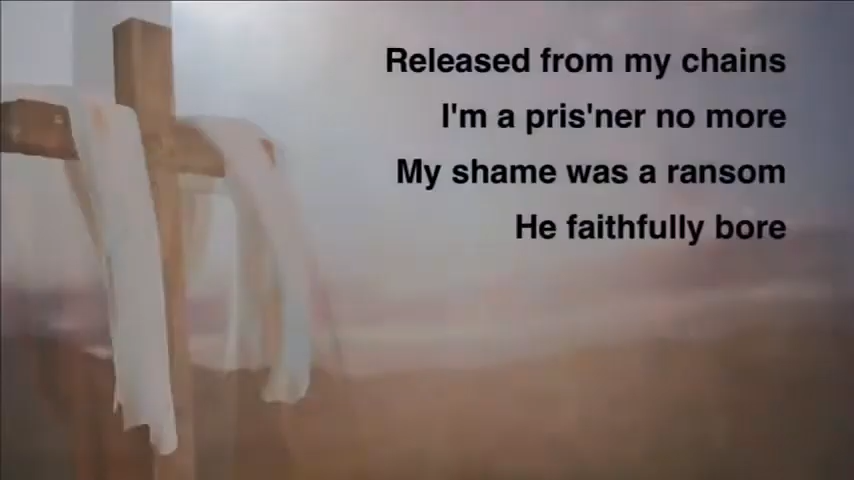 Released from my chains
I'm a pris'ner no more
My shame was a ransom
He faithfully bore